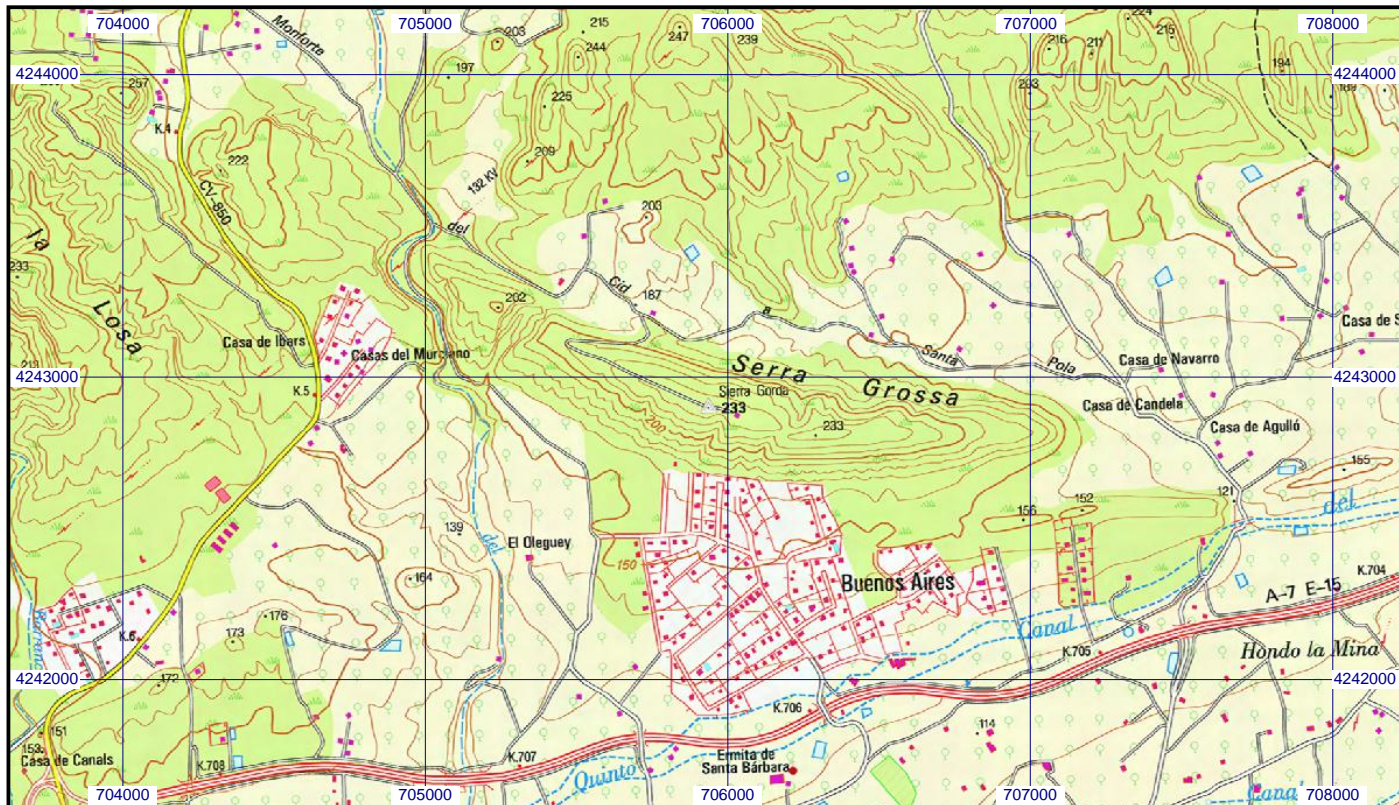 704000 705000 706000 707000 708000
Monforte 203 215 244 247 239 216 211 224 215 194
4244000 257 197 203 4244000
225
K.4
222 209
CV-850 132 KV
la 203
del
233
Losa
Cid
202 187
a
Casa de Ibars Casas del Murciano Santa Pola Casa de Navarro
4243000 Serra Grossa 4243000
K.5 Sierra Gorda
233 Casa de Candela
200 233 Casa de Agulló
155
121 del
139 156 152
del El Oleguey
150
164 Buenos Aires K.704
A-7 E-15
176
K.6 173 Canal
K.705 Hondo la Mina
4242000 172 4242000
K.706
151 114
153 K.707 Ermita de
Casa de Canals Santa Bárbara
K.708 Quinto
704000 705000 706000 707000 708000